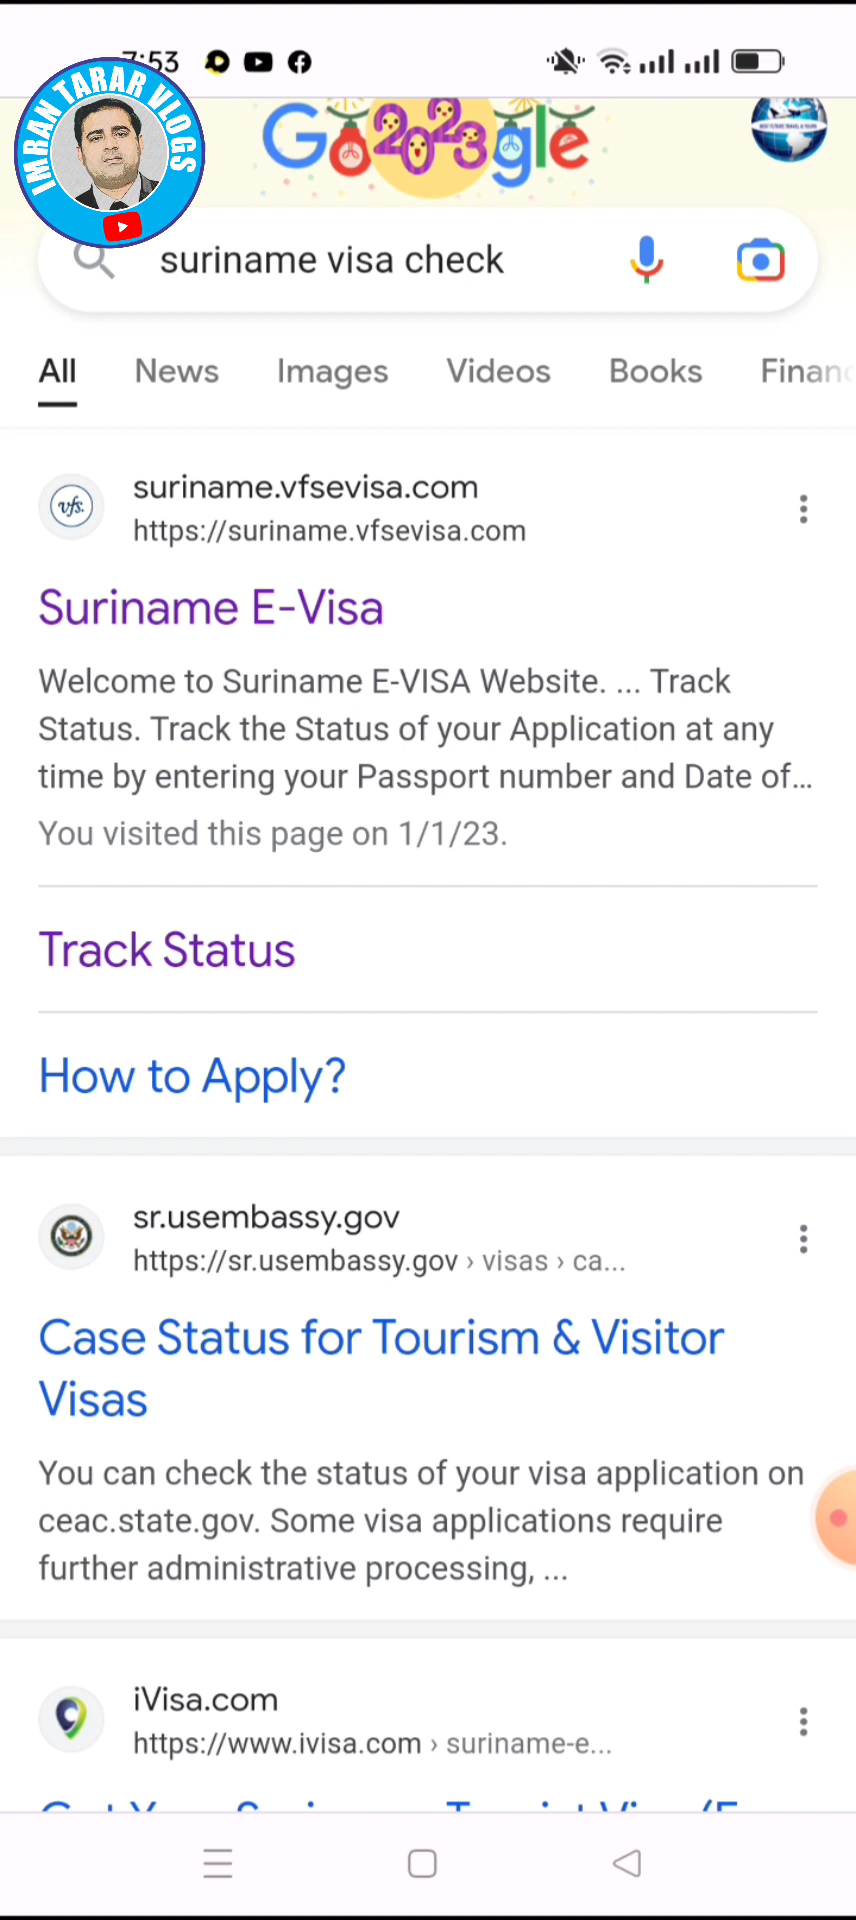 7:53
IMRAN TARAR VLOGS
Go2023gle
suriname visa check
All News Images Videos Books Financ
vfs.
suriname.vfsevisa.com
https://suriname.vfsevisa.com
Suriname E-Visa
Welcome to Suriname E-VISA Website. ... Track
Status. Track the Status of your Application at any
time by entering your Passport number and Date of...
You visited this page on 1/1/23.
Track Status
How to Apply?
sr.usembassy.gov
https://sr.usembassy.gov › visas › ca...
Case Status for Tourism & Visitor
Visas
You can check the status of your visa application on
ceac.state.gov. Some visa applications require
further administrative processing, ...
iVisa.com
https://www.ivisa.com › suriname-e...